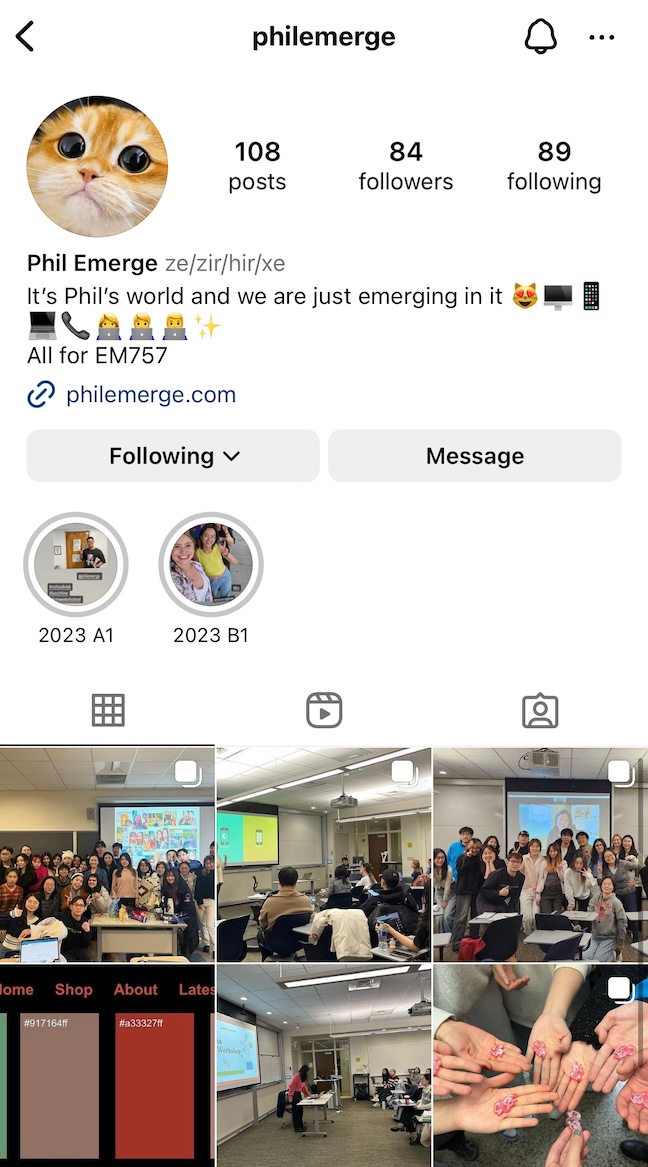 philemerge
108
posts
84
followers
89
following
Phil Emerge ze/zir/hir/xe
It’s Phil’s world and we are just emerging in it 😻🖥️📱
💻📞👩‍💻🧑‍💻👨‍💻✨
All for EM757
philemerge.com
Following
Message
2023 A1
2023 B1
Shop
About
#917164ff
#a33327ff
Workshop